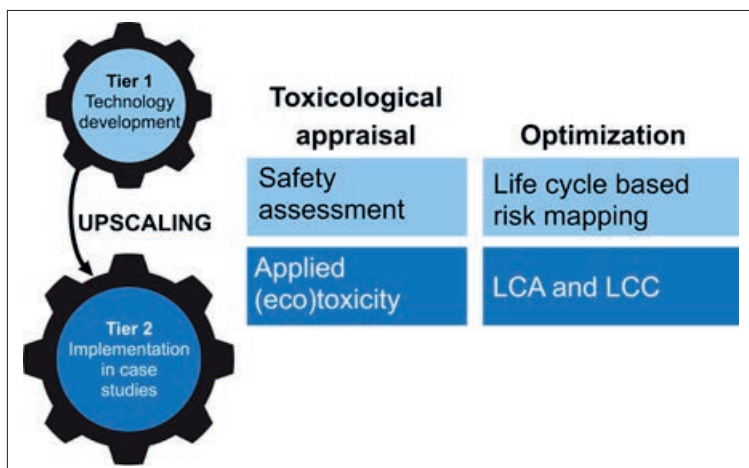 Tier 1
Technology
development
UPSCALING
Tier 2
Implementation
in case
studies
Toxicological
appraisal
Optimization
Safety
assessment
Life cycle based
risk mapping
Applied
(eco)toxicity
LCA and LCC